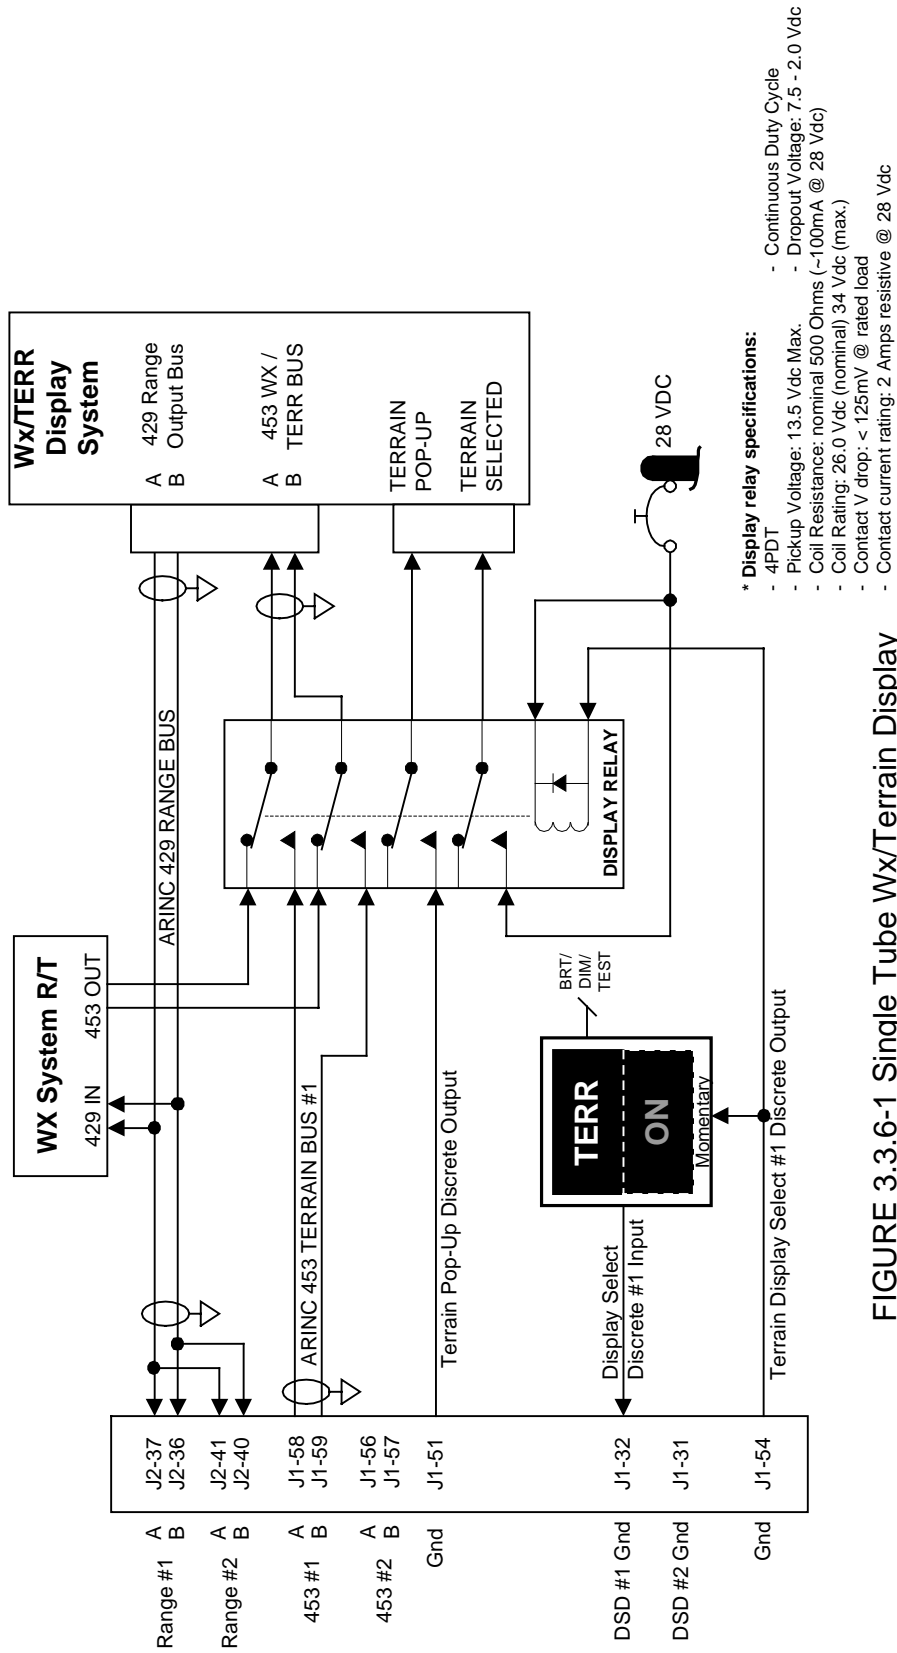 Wx/TERR
Display
System
A 429 Range
B Output Bus
A 453 WX /
B TERR BUS
TERRAIN
POP-UP
TERRAIN
SELECTED
WX System R/T
429 IN 453 OUT
ARINC 429 RANGE BUS
ARINC 453 TERRAIN BUS #1
Terrain Pop-Up Discrete Output
DISPLAY RELAY
28 VDC
BRT/
DIM/
TEST
TERR
ON
Momentary
Display Select
Discrete #1 Input
Terrain Display Select #1 Discrete Output
Range #1 A J2-37
B J2-36
Range #2 A J2-41
B J2-40
453 #1 A J1-58
B J1-59
453 #2 A J1-56
B J1-57
Gnd J1-51
DSD #1 Gnd J1-32
DSD #2 Gnd J1-31
Gnd J1-54
* Display relay specifications:
- 4PDT - Continuous Duty Cycle
- Pickup Voltage: 13.5 Vdc Max. - Dropout Voltage: 7.5 - 2.0 Vdc
- Coil Resistance: nominal 500 Ohms (~100mA @ 28 Vdc)
- Coil Rating: 26.0 Vdc (nominal) 34 Vdc (max.)
- Contact V drop: < 125mV @ rated load
- Contact current rating: 2 Amps resistive @ 28 Vdc
FIGURE 3.3.6-1 Single Tube Wx/Terrain Display